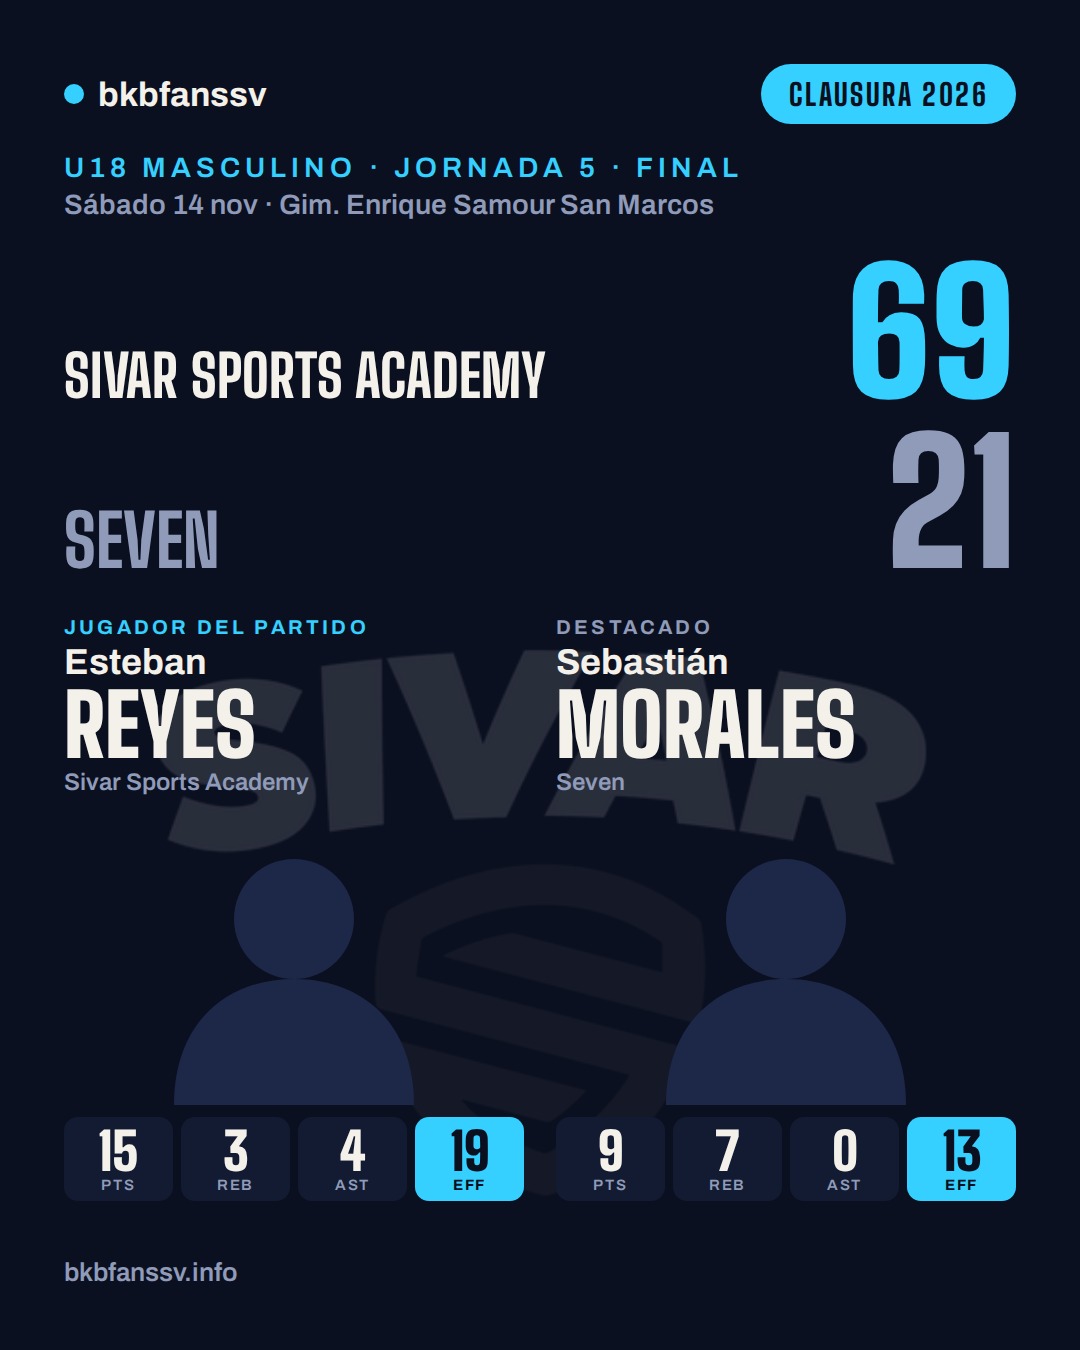 bkbfanssv
CLAUSURA 2026
U18 MASCULINO · JORNADA 5 · FINAL
Sábado 14 nov · Gim. Enrique Samour San Marcos
SIVAR SPORTS ACADEMY 69
SEVEN 21
JUGADOR DEL PARTIDO
Esteban
REYES
Sivar Sports Academy
DESTACADO
Sebastián
MORALES
Seven
SIVAR
15 3 4 19
PTS REB AST EFF
9 7 0 13
PTS REB AST EFF
bkbfanssv.info